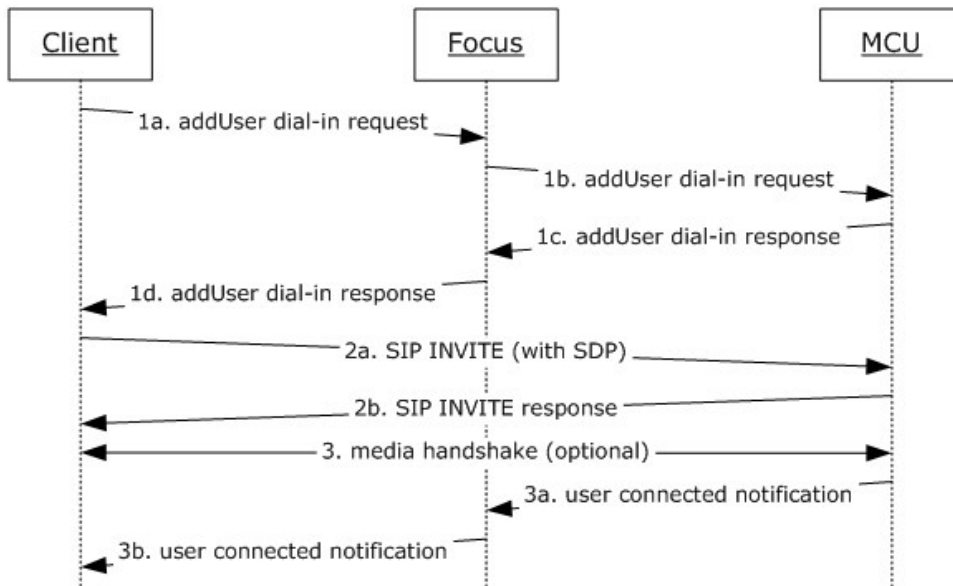 Client
Focus
MCU
1a. addUser dial-in request
1b. addUser dial-in request
1c. addUser dial-in response
1d. addUser dial-in response
2a. SIP INVITE (with SDP)
2b. SIP INVITE response
3. media handshake (optional)
3a. user connected notification
3b. user connected notification